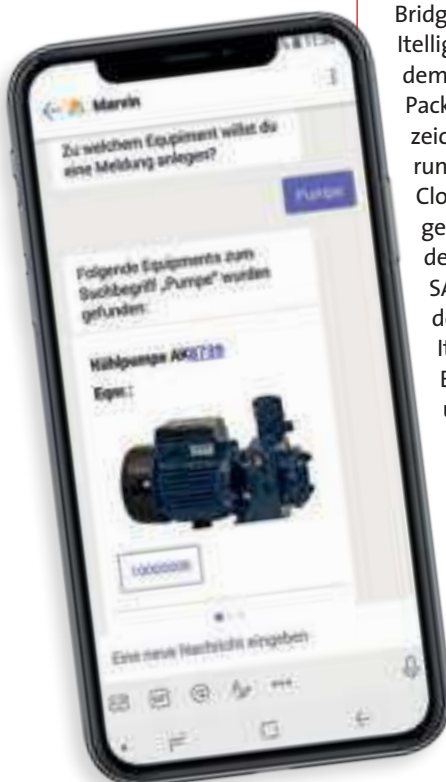 Marvin
Zu welchem Equipment willst du
eine Meldung anlegen?
Pumpe
Folgende Equipments zum
Suchbegriff „Pumpe“ wurden
gefunden:
Kühlpumpe AK8739
Equi.:
Eine neue Nachricht eingeben
Bridg
Itellig
dem
Pack
zeic
run
Clo
ge
de
SA
de
It
E